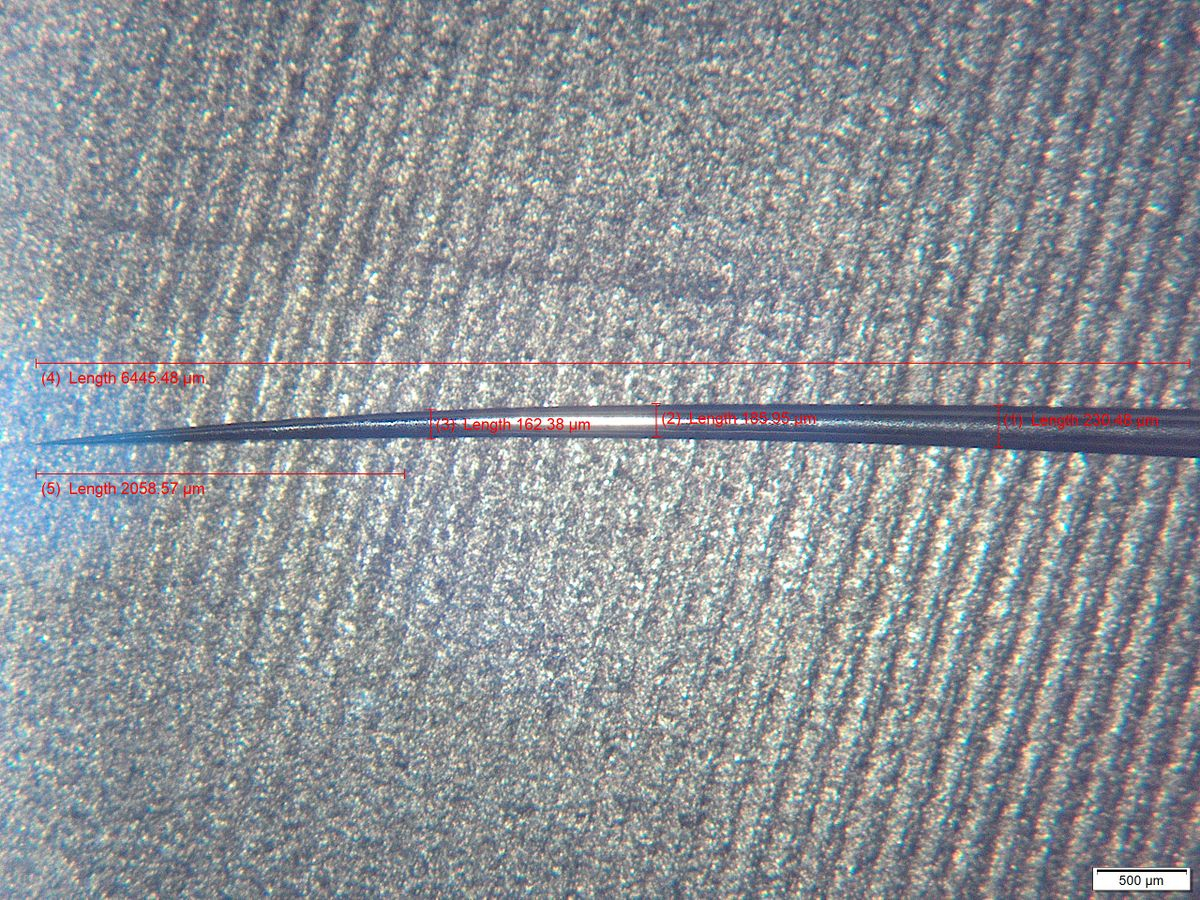 (4) Length 6445.48 µm
(3) Length 162.38 µm
(2) Length 185.95 µm
(1) Length 230.48 µm
(5) Length 2058.57 µm
500 µm